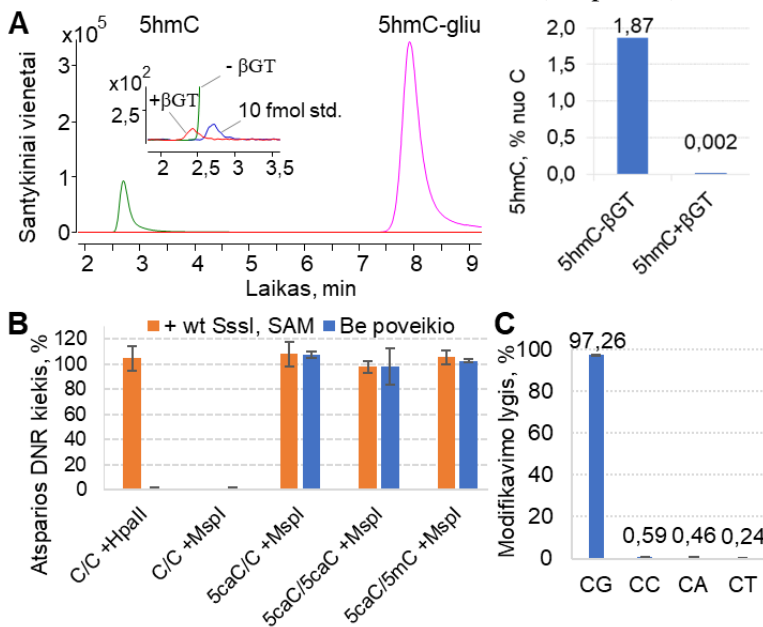 A
x10⁵
5hmC
5hmC-gliu
Santykiniai vienetai
3
2
1
0
2 3 4 5 6 7 8 9
Laikas, min
x10²
2,5
- βGT
+βGT
10 fmol std.
2 2,5 3 3,5
5hmC, % nuo C
2,0
1,5
1,0
0,5
0,0
1,87
0,002
5hmC-βGT
5hmC+βGT
B
+ wt SssI, SAM Be poveikio
Atsparios DNR kiekis, %
120
100
80
60
40
20
0
C/C +HpaII
C/C +MspI
5caC/C +MspI
5caC/5caC +MspI
5caC/5mC +MspI
C
Modifikavimo lygis, %
100
80
60
40
20
0
97,26
0,59 0,46 0,24
CG CC CA CT